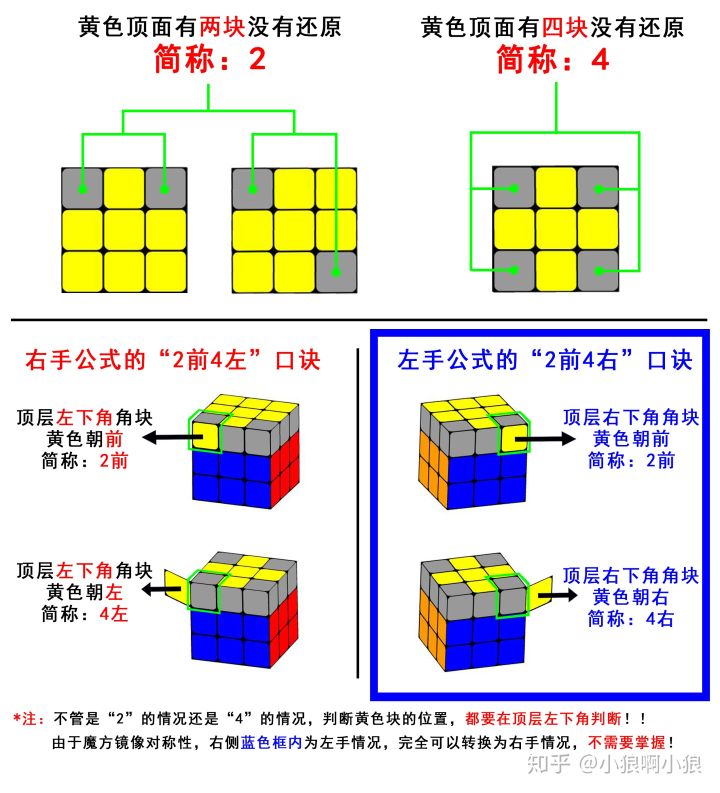 黄色顶面有两块没有还原
简称：2
黄色顶面有四块没有还原
简称：4
右手公式的“2前4左”口诀
顶层左下角角块
黄色朝前
简称：2前
顶层左下角角块
黄色朝左
简称：4左
左手公式的“2前4右”口诀
顶层右下角角块
黄色朝前
简称：2前
顶层右下角角块
黄色朝右
简称：4右
*注：不管是“2”的情况还是“4”的情况，判断黄色块的位置，都要在顶层左下角判断！！
由于魔方镜像对称性，右侧蓝色框内为左手情况，完全可以转换为右手情况，不需要掌握！
知乎 @小狼啊小狼